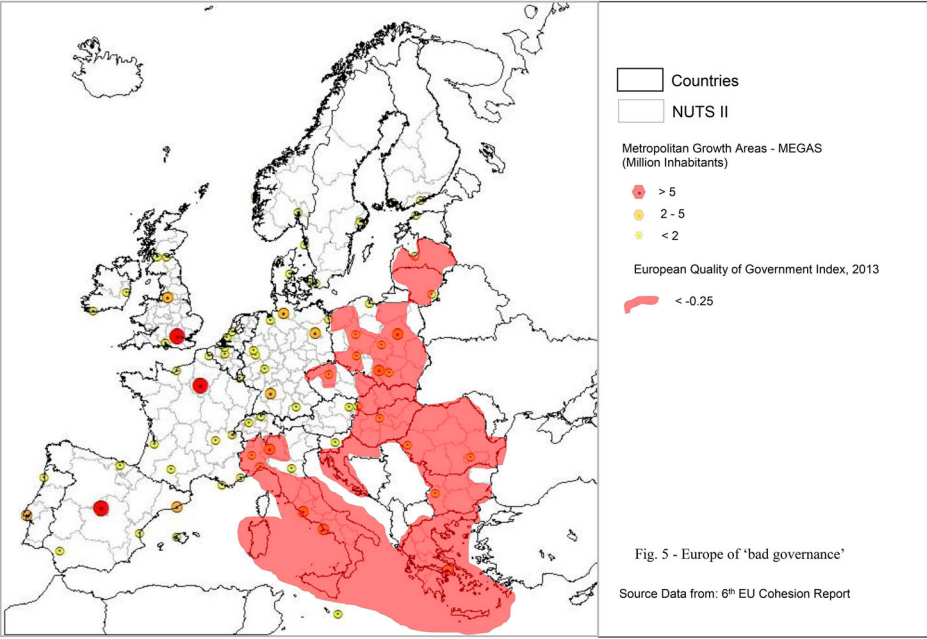 Countries
NUTS II
Metropolitan Growth Areas - MEGAS
(Million Inhabitants)
> 5
2 - 5
< 2
European Quality of Government Index, 2013
< -0.25
Fig. 5 - Europe of ‘bad governance’
Source Data from: 6th EU Cohesion Report